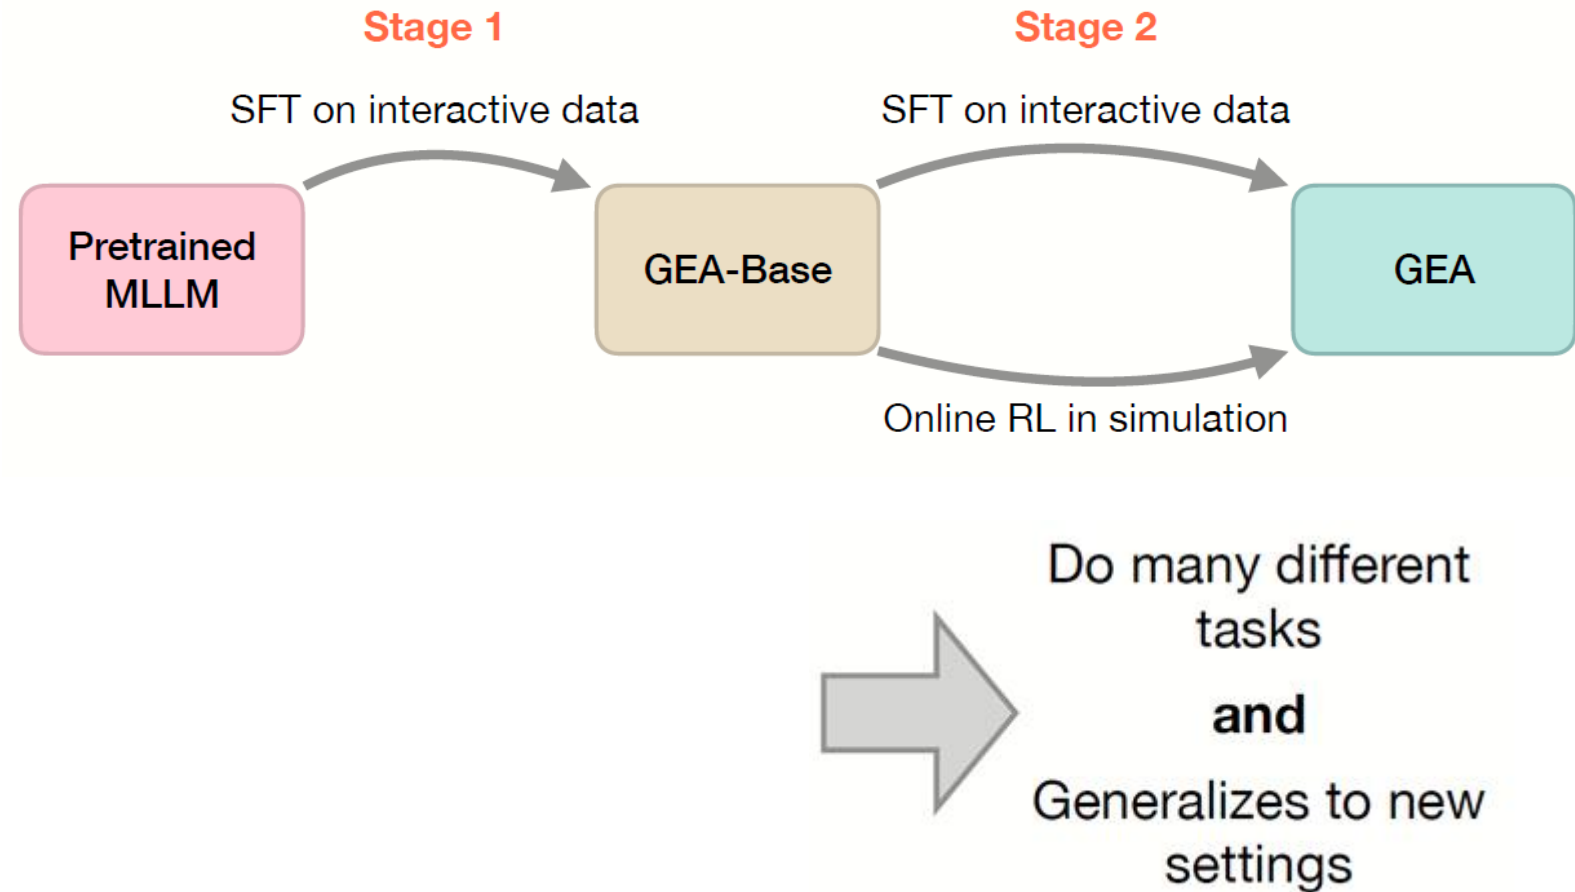 Stage 1
Stage 2
SFT on interactive data
SFT on interactive data
Pretrained
MLLM
GEA-Base
GEA
Online RL in simulation
Do many different
tasks
and
Generalizes to new
settings